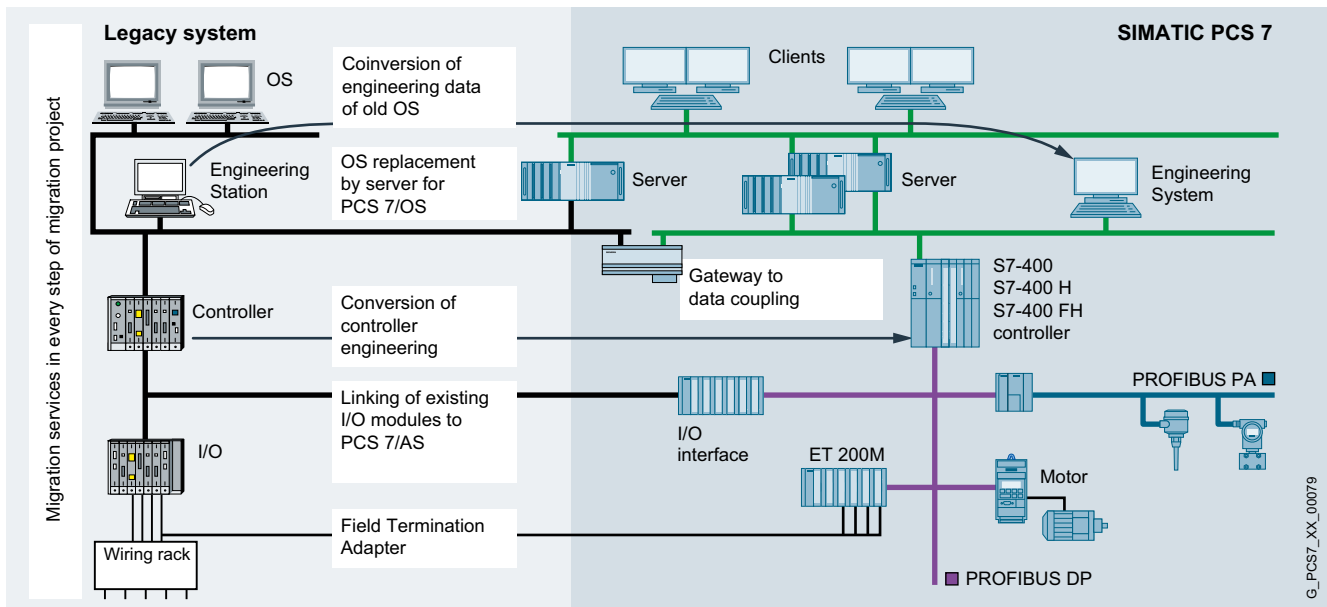 Migration services in every step of migration project
Legacy system
SIMATIC PCS 7
OS
Coinversion of
engineering data
of old OS
Clients
Engineering
Station
OS replacement
by server for
PCS 7/OS
Server
Server
Engineering
System
Gateway to
data coupling
S7-400
S7-400 H
S7-400 FH
controller
Controller
Conversion of
controller
engineering
Linking of existing
I/O modules to
PCS 7/AS
I/O
interface
PROFIBUS PA
I/O
ET 200M
Motor
Field Termination
Adapter
Wiring rack
PROFIBUS DP
G_PCS7_XX_00079